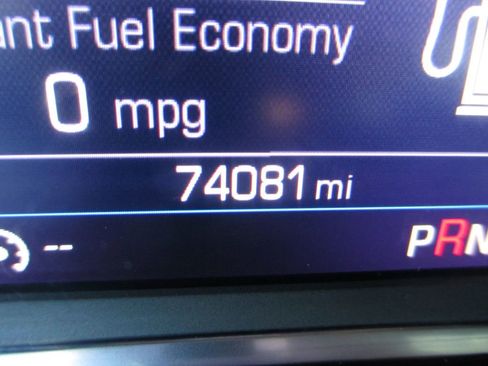 ant Fuel Economy
0 mpg
74081 mi
-- PRN